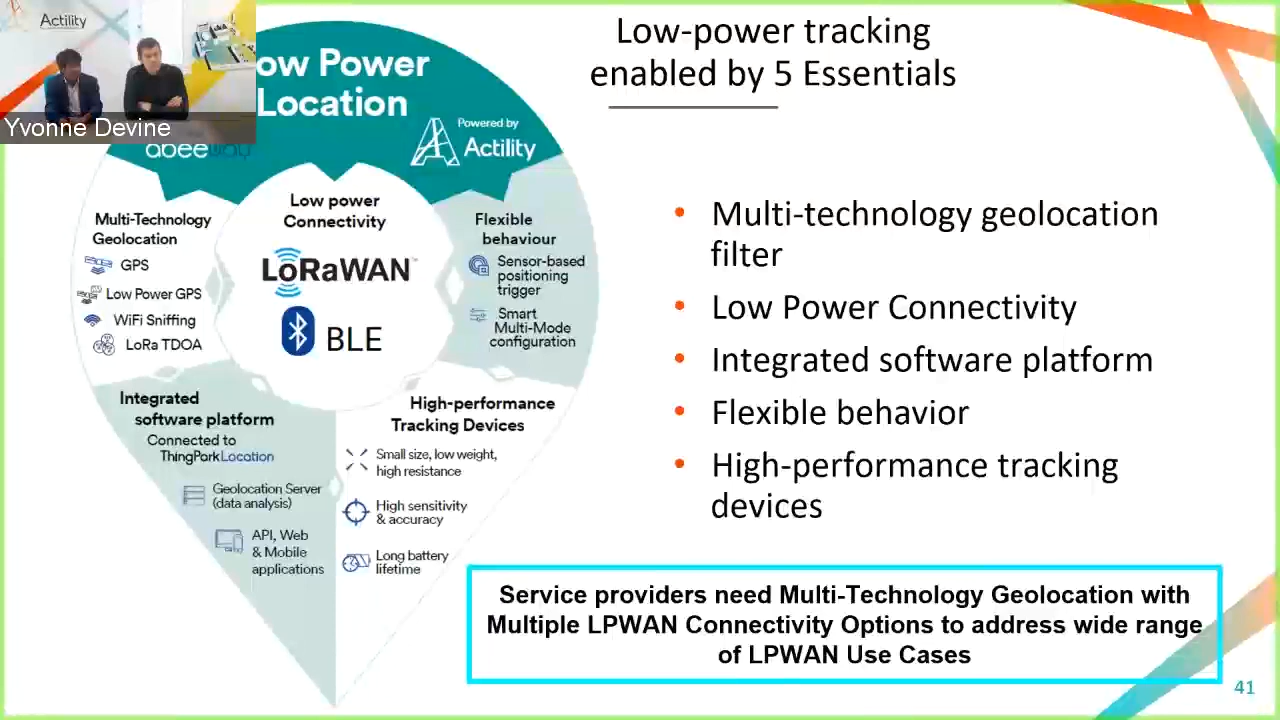 Actility
Yvonne Devine
ow Power
Location
abeeway
Powered by
Actility
Low-power tracking
enabled by 5 Essentials
Multi-Technology
Geolocation
GPS
Low Power GPS
WiFi Sniffing
LoRa TDOA
Low power
Connectivity
LoRaWAN™
BLE
Flexible
behaviour
Sensor-based
positioning
trigger
Smart
Multi-Mode
configuration
Integrated
software platform
Connected to
ThingParkLocation
Geolocation Server
(data analysis)
API, Web
& Mobile
applications
High-performance
Tracking Devices
Small size, low weight,
high resistance
High sensitivity
& accuracy
Long battery
lifetime
• Multi-technology geolocation
filter
• Low Power Connectivity
• Integrated software platform
• Flexible behavior
• High-performance tracking
devices
Service providers need Multi-Technology Geolocation with
Multiple LPWAN Connectivity Options to address wide range
of LPWAN Use Cases
41